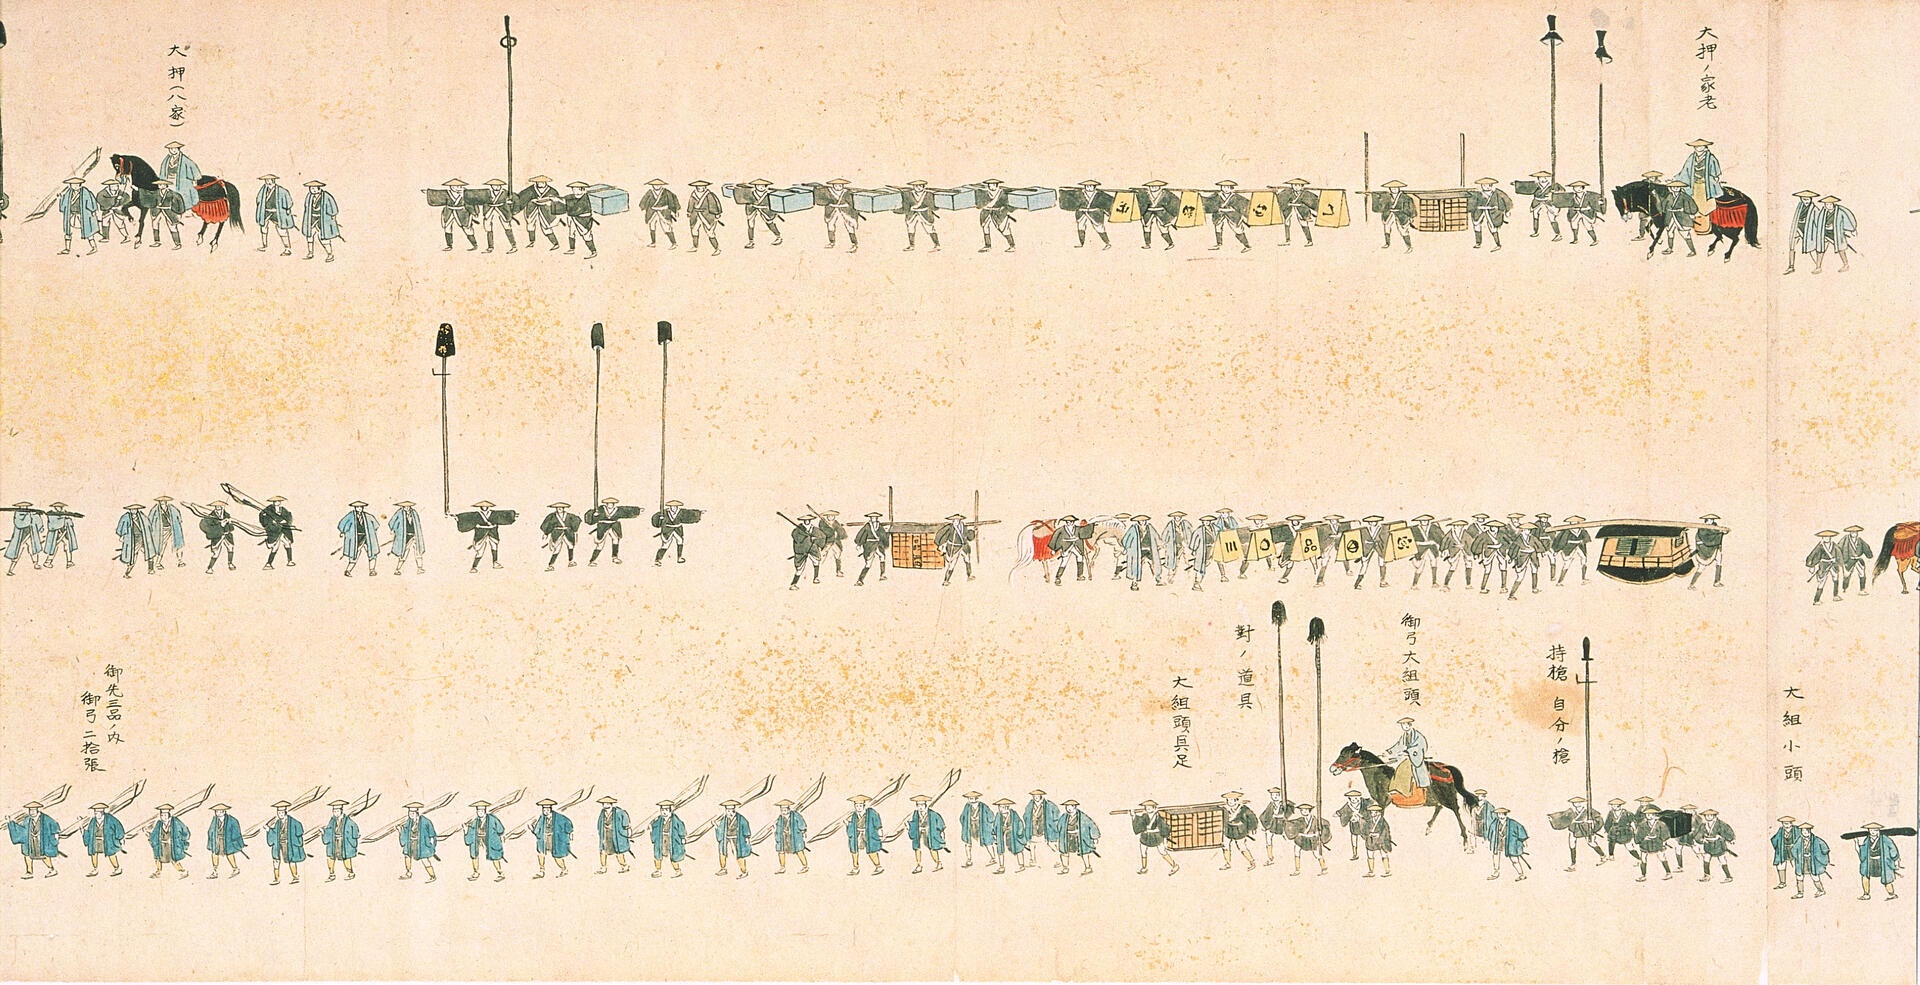 大押ノ家老
大押(八家)
大組小頭
持槍 自分ノ槍
御弓大組頭
對ノ道具
大組頭具足
御先三品ノ内
御弓二拾張